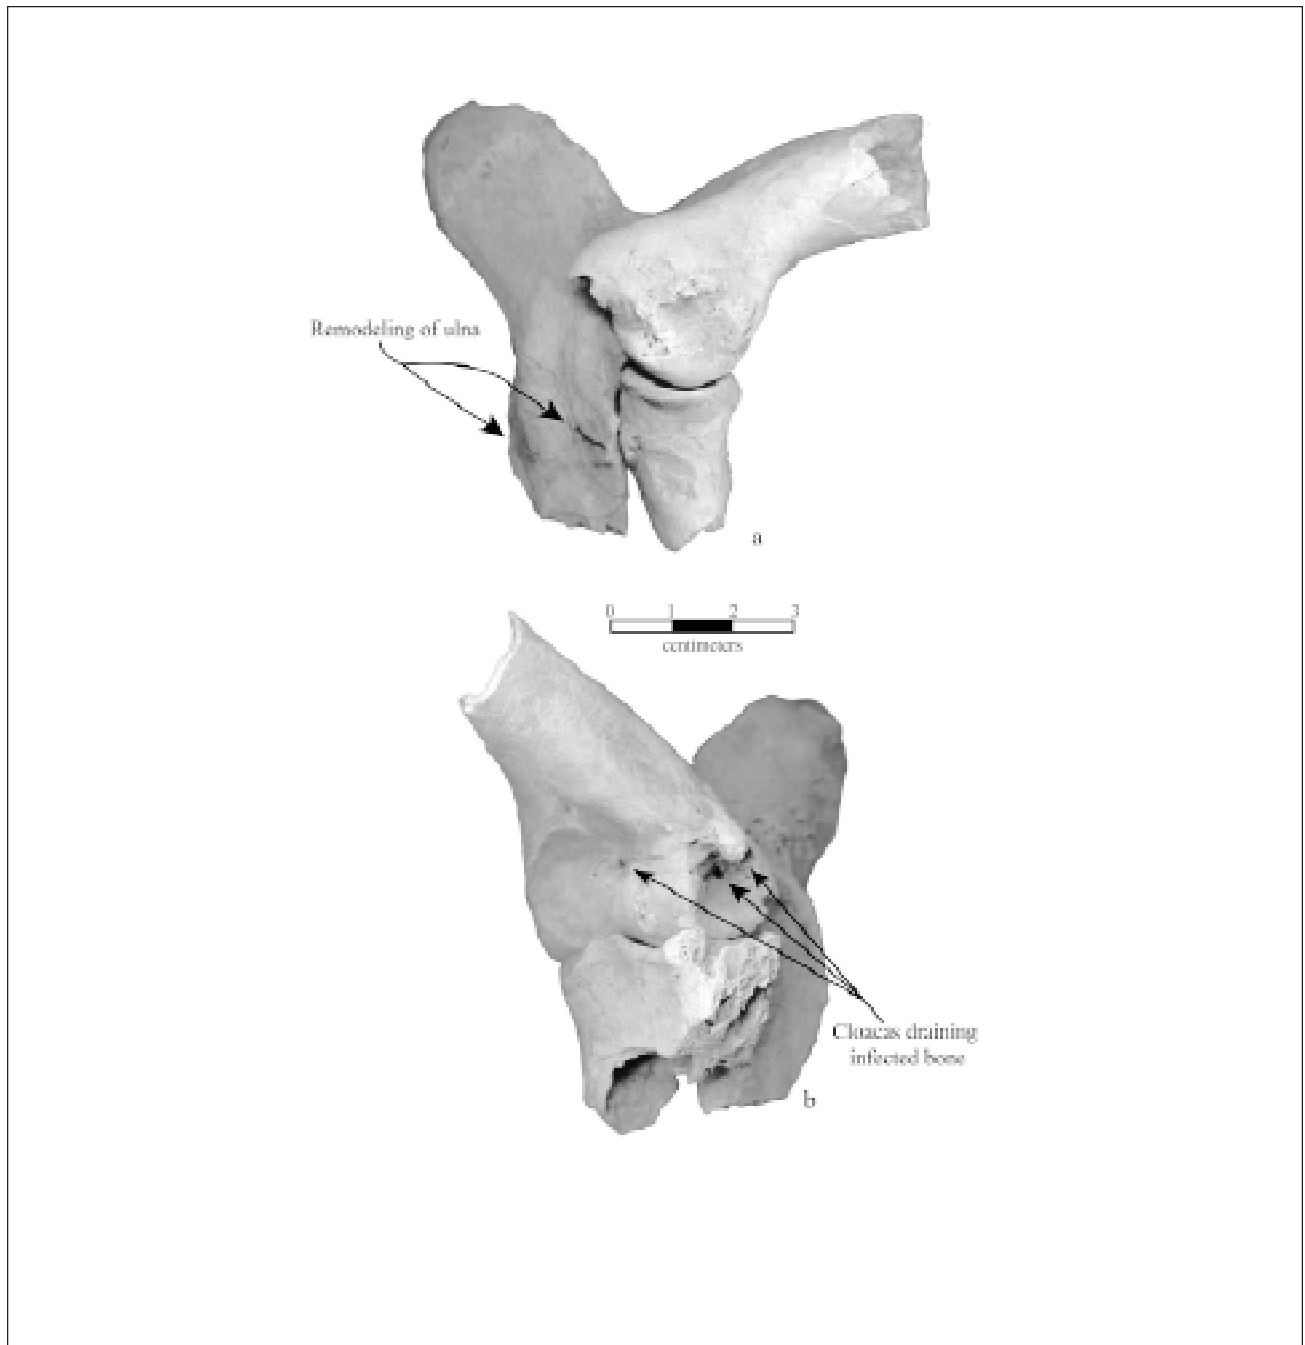 Remodeling of ulna
a
0 1 2 3
centimeters
Cloacas draining
infected bone
b